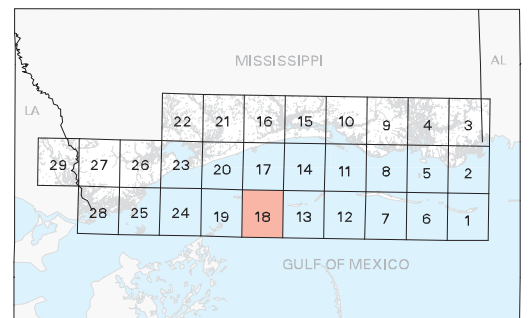 MISSISSIPPI
AL
LA
22 21 16 15 10 9 4 3
29 27 26 23 20 17 14 11 8 5 2
28 25 24 19 18 13 12 7 6 1
GULF OF MEXICO